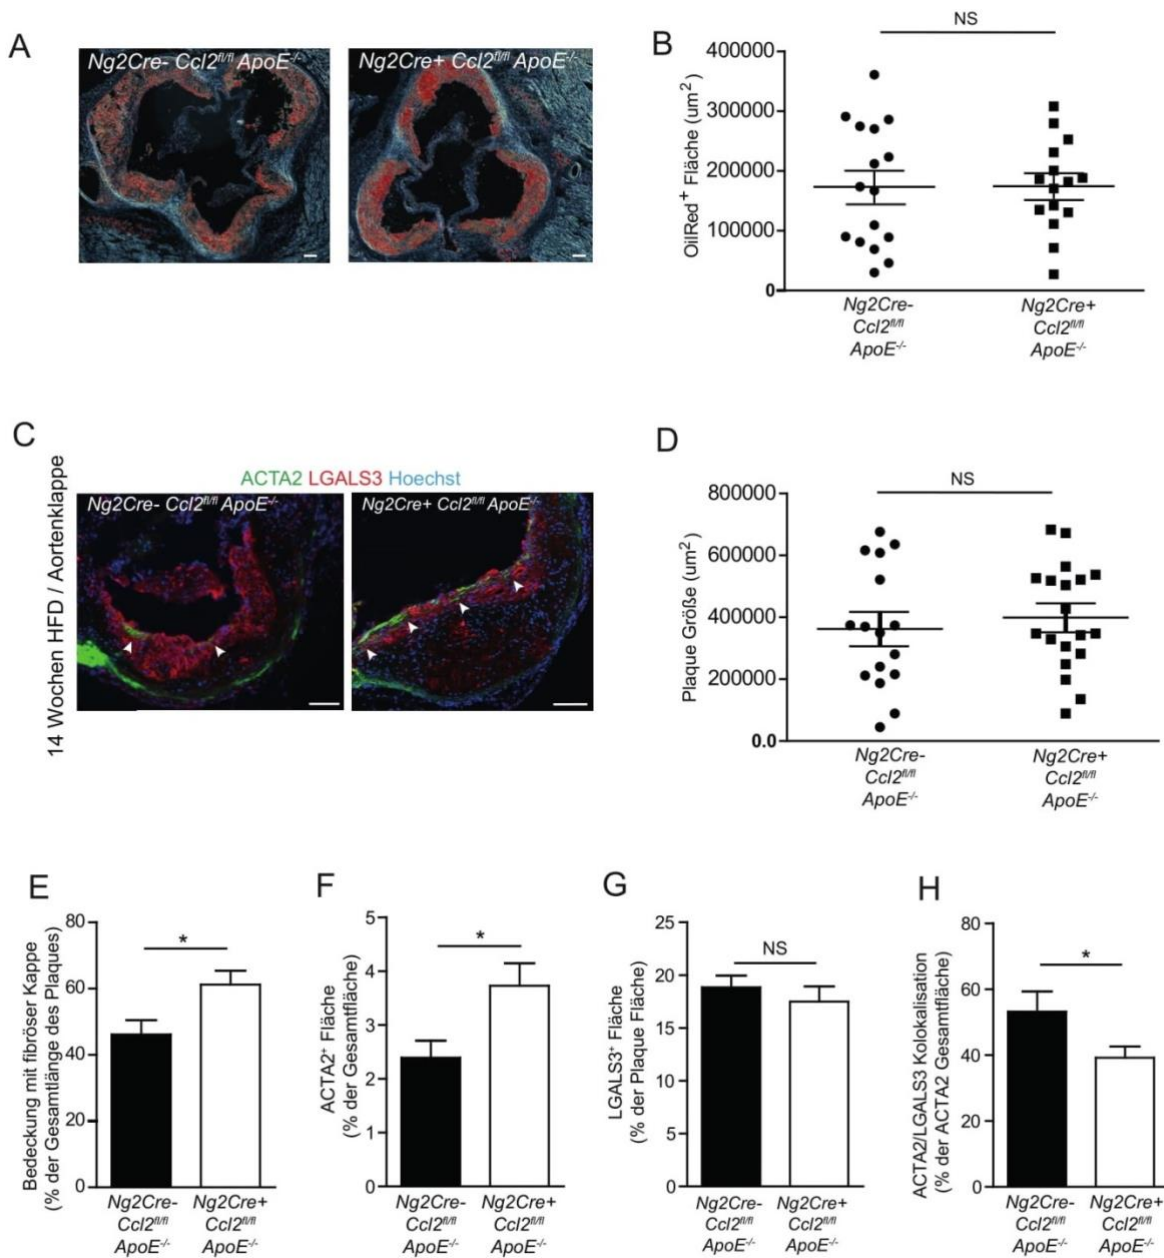 A
Ng2Cre- Ccl2fl/fl ApoE-/-
Ng2Cre+ Ccl2fl/fl ApoE-/-
B
NS
OilRed+ Fläche (um2)
400000
300000
200000
100000
0
Ng2Cre-
Ccl2fl/fl
ApoE-/-
Ng2Cre+
Ccl2fl/fl
ApoE-/-
C
14 Wochen HFD / Aortenklappe
ACTA2 LGALS3 Hoechst
Ng2Cre- Ccl2fl/fl ApoE-/-
Ng2Cre+ Ccl2fl/fl ApoE-/-
D
NS
Plaque Größe (um2)
800000
600000
400000
200000
0.0
Ng2Cre-
Ccl2fl/fl
ApoE-/-
Ng2Cre+
Ccl2fl/fl
ApoE-/-
E
Bedeckung mit fibröser Kappe
(% der Gesamtlänge des Plaques)
80
60
40
20
0
*
Ng2Cre-
Ccl2fl/fl
ApoE-/-
Ng2Cre+
Ccl2fl/fl
ApoE-/-
F
ACTA2+ Fläche
(% der Gesamtfläche)
5
4
3
2
1
0
*
Ng2Cre-
Ccl2fl/fl
ApoE-/-
Ng2Cre+
Ccl2fl/fl
ApoE-/-
G
LGALS3+ Fläche
(% der Plaque Fläche)
25
20
15
10
5
0
NS
Ng2Cre-
Ccl2fl/fl
ApoE-/-
Ng2Cre+
Ccl2fl/fl
ApoE-/-
H
ACTA2/LGALS3 Kolokalisation
(% der ACTA2 Gesamtfläche)
80
60
40
20
0
*
Ng2Cre-
Ccl2fl/fl
ApoE-/-
Ng2Cre+
Ccl2fl/fl
ApoE-/-